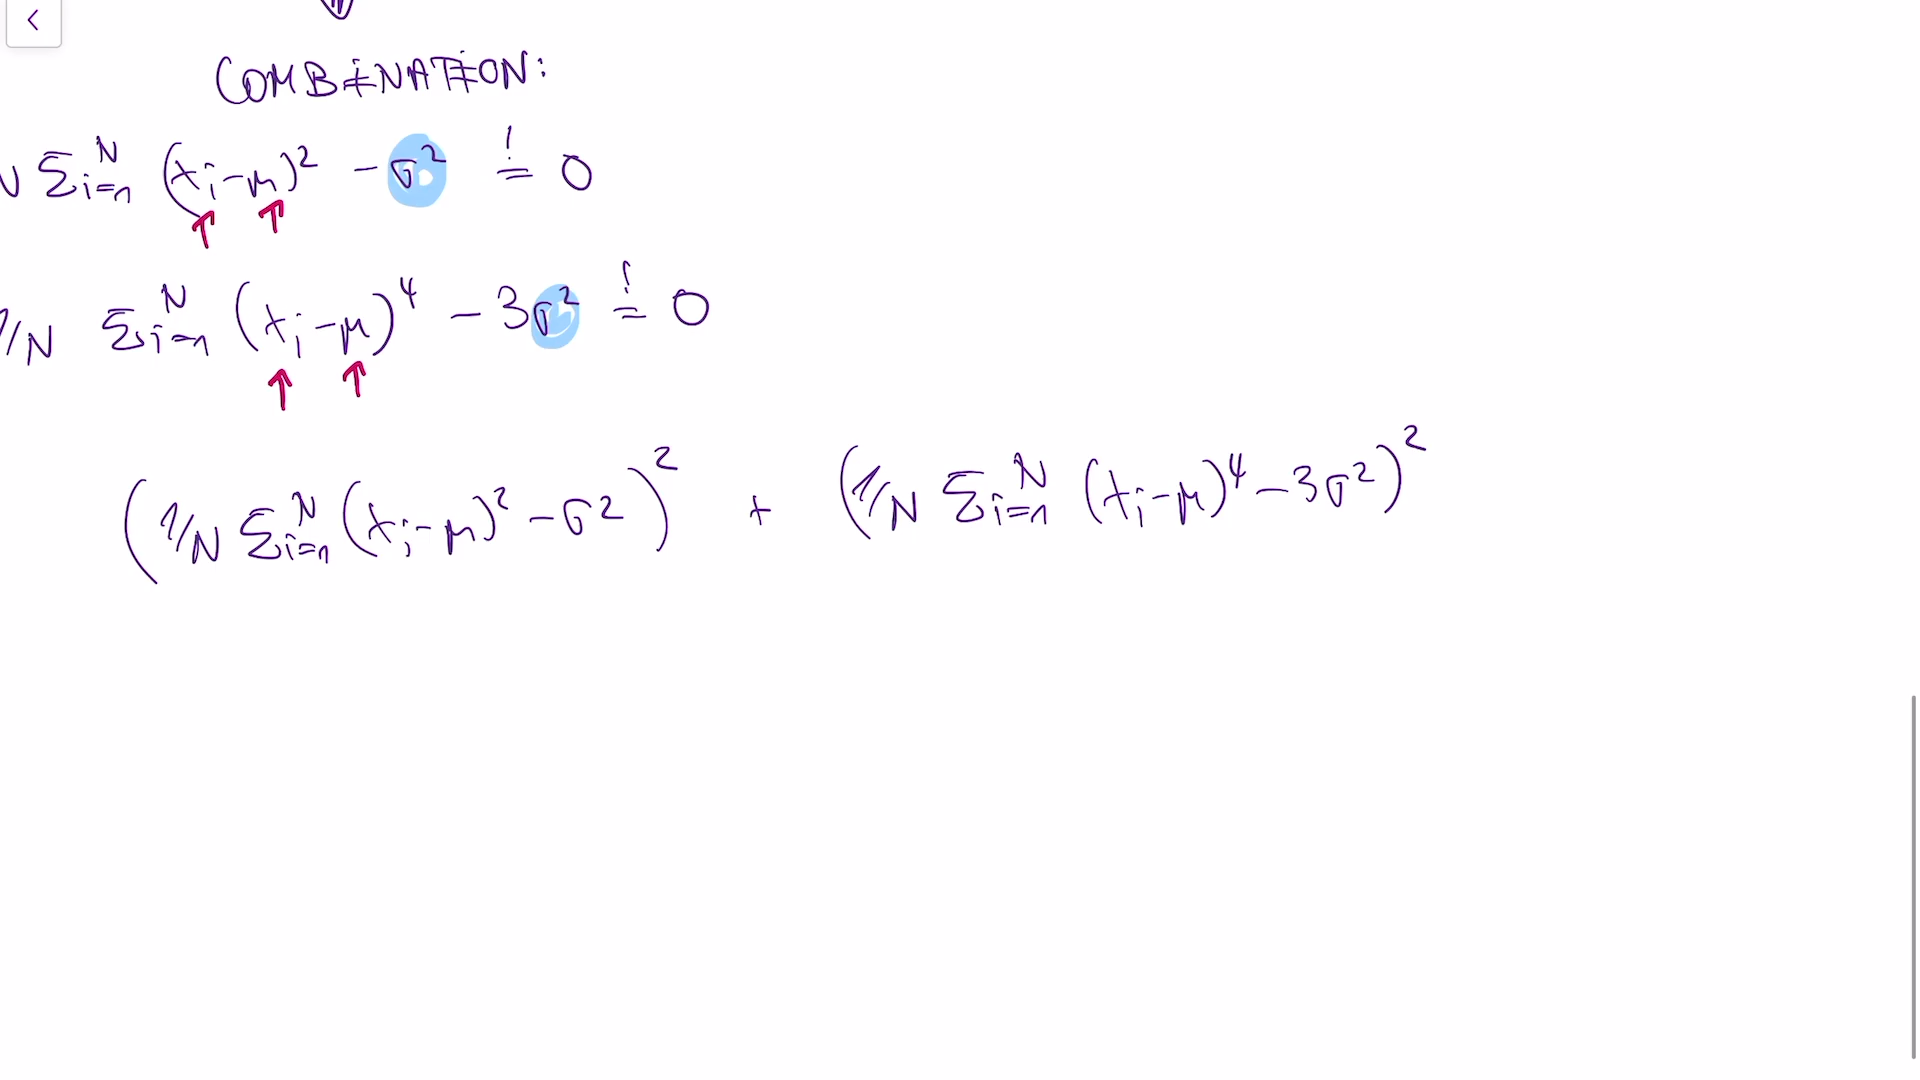 COMBINATION:
N Σᵢ₌₁ᴺ (xᵢ-μ)² - σ² =! 0
1/N Σᵢ₌₁ᴺ (xᵢ-μ)⁴ - 3σ² =! 0
(1/N Σᵢ₌₁ᴺ (xᵢ-μ)² - σ²)² + (1/N Σᵢ₌₁ᴺ (xᵢ-μ)⁴ - 3σ²)²